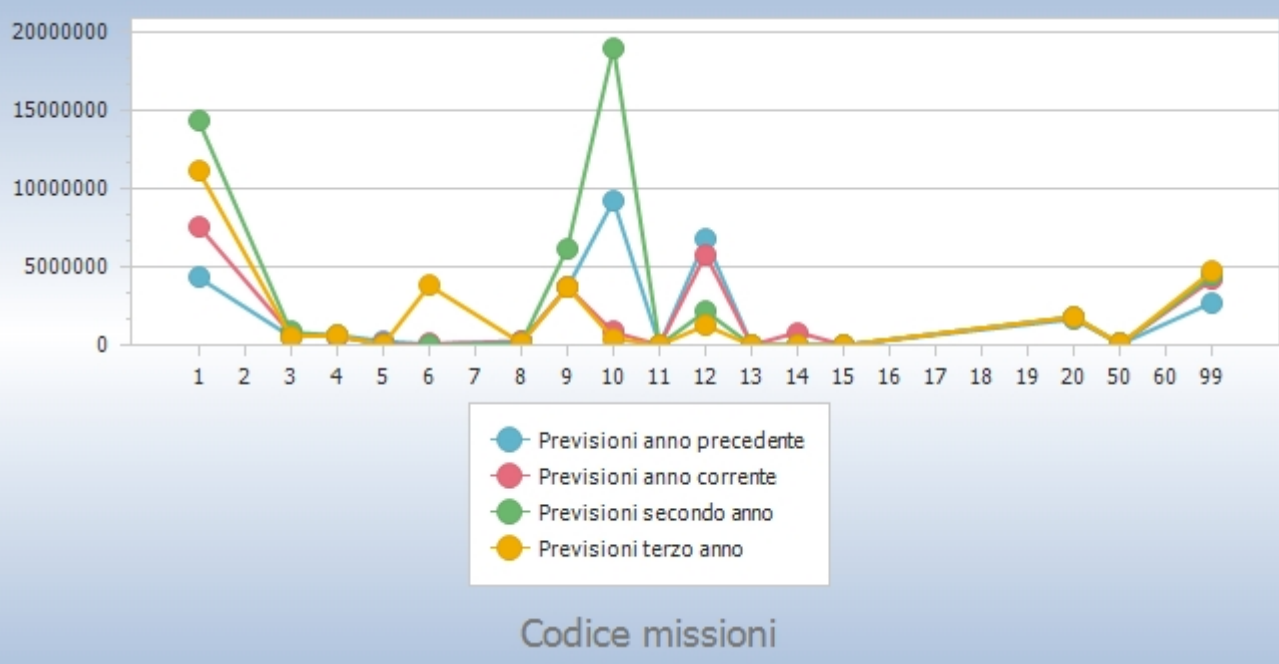 20000000
15000000
10000000
5000000
0
1 2 3 4 5 6 7 8 9 10 11 12 13 14 15 16 17 18 19 20 50 60 99
Previsioni anno precedente
Previsioni anno corrente
Previsioni secondo anno
Previsioni terzo anno
Codice missioni